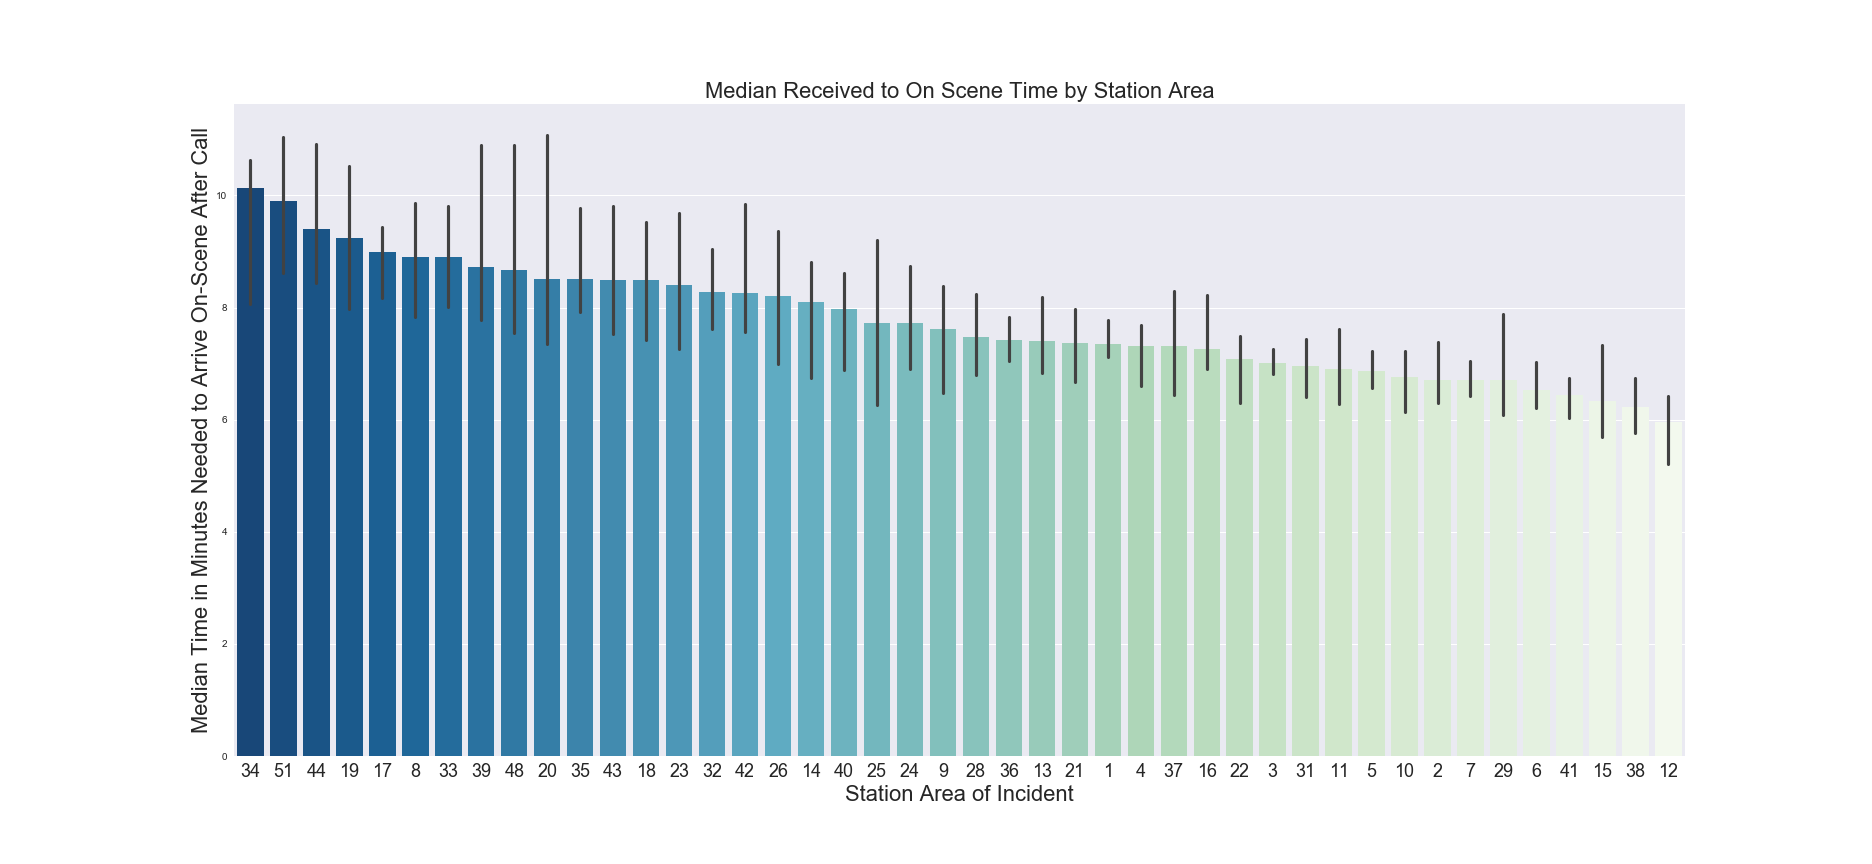 Median Received to On Scene Time by Station Area
Median Time in Minutes Needed to Arrive On-Scene After Call
10
8
6
4
2
0
34 51 44 19 17 8 33 39 48 20 35 43 18 23 32 42 26 14 40 25 24 9 28 36 13 21 1 4 37 16 22 3 31 11 5 10 2 7 29 6 41 15 38 12
Station Area of Incident